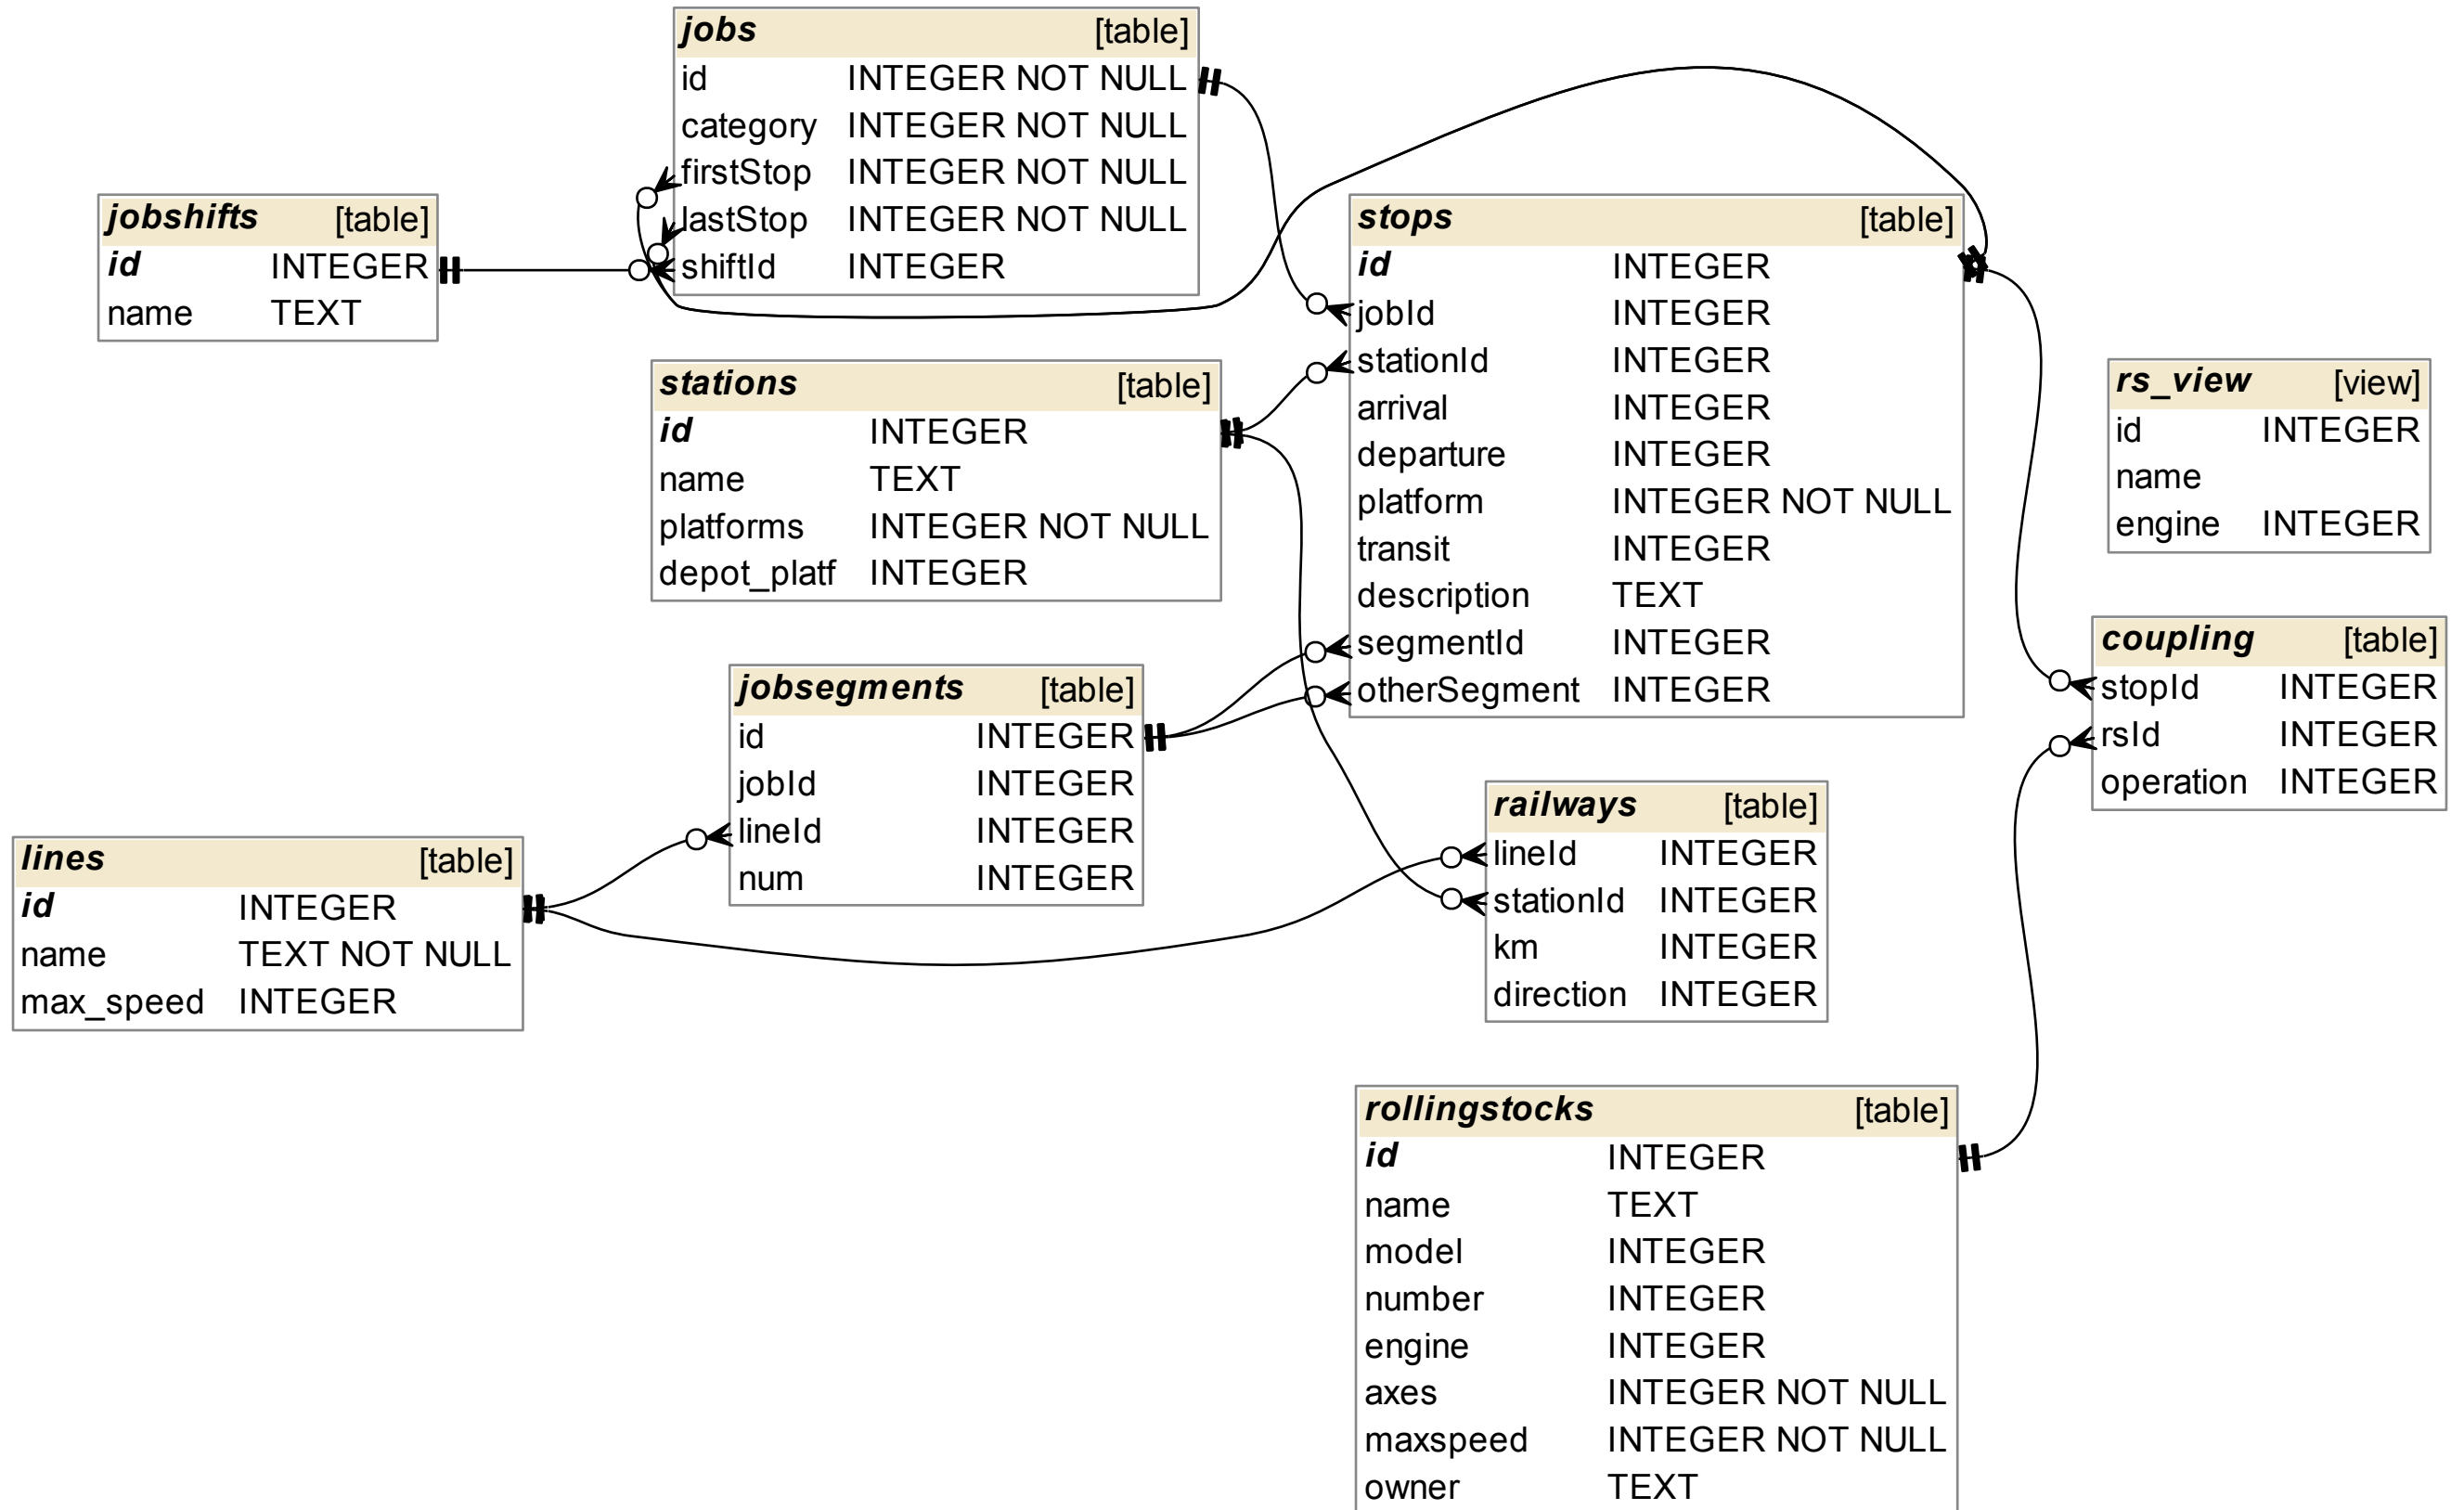 jobs [table]
id INTEGER NOT NULL
category INTEGER NOT NULL
firstStop INTEGER NOT NULL
lastStop INTEGER NOT NULL
shiftId INTEGER
jobshifts [table]
id INTEGER
name TEXT
stops [table]
id INTEGER
jobId INTEGER
stationId INTEGER
arrival INTEGER
departure INTEGER
platform INTEGER NOT NULL
transit INTEGER
description TEXT
segmentId INTEGER
otherSegment INTEGER
stations [table]
id INTEGER
name TEXT
platforms INTEGER NOT NULL
depot_platf INTEGER
rs_view [view]
id INTEGER
name
engine INTEGER
coupling [table]
stopId INTEGER
rsId INTEGER
operation INTEGER
jobsegments [table]
id INTEGER
jobId INTEGER
lineId INTEGER
num INTEGER
railways [table]
lineId INTEGER
stationId INTEGER
km INTEGER
direction INTEGER
lines [table]
id INTEGER
name TEXT NOT NULL
max_speed INTEGER
rollingstocks [table]
id INTEGER
name TEXT
model INTEGER
number INTEGER
engine INTEGER
axes INTEGER NOT NULL
maxspeed INTEGER NOT NULL
owner TEXT